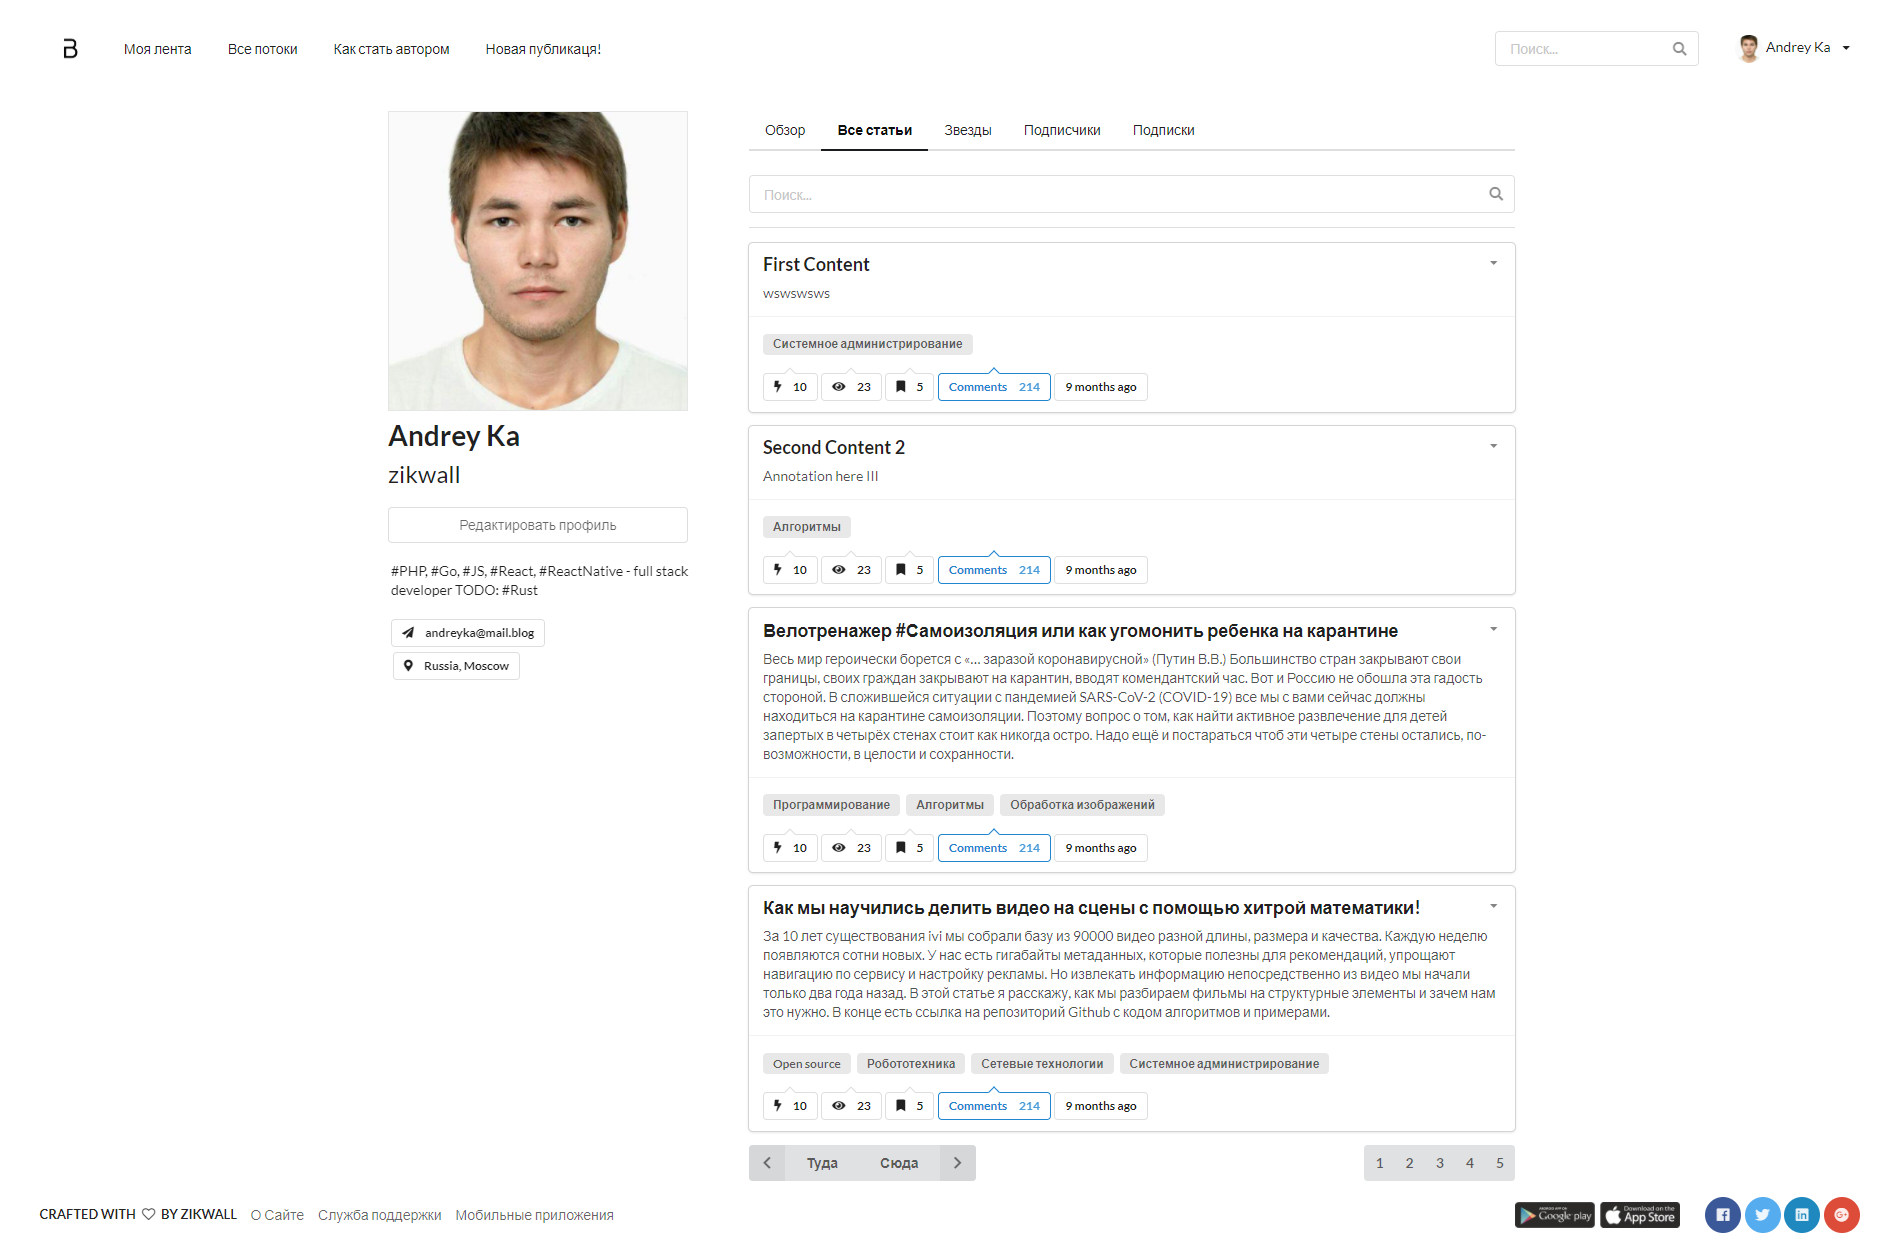 B
Моя лента
Все потоки
Как стать автором
Новая публикаця!
Поиск...
Andrey Ka
Andrey Ka
zikwall
Редактировать профиль
#PHP, #Go, #JS, #React, #ReactNative - full stack
developer TODO: #Rust
andreyka@mail.blog
Russia, Moscow
Обзор
Все статьи
Звезды
Подписчики
Подписки
Поиск...
First Content
wswswsws
Системное администрирование
10 23 5 Comments 214 9 months ago
Second Content 2
Annotation here III
Алгоритмы
10 23 5 Comments 214 9 months ago
Велотренажер #Самоизоляция или как угомонить ребенка на карантине
Весь мир героически борется с «... заразой коронавирусной» (Путин В.В.) Большинство стран закрывают свои
границы, своих граждан закрывают на карантин, вводят комендантский час. Вот и Россию не обошла эта гадость
стороной. В сложившейся ситуации с пандемией SARS-CoV-2 (COVID-19) все мы с вами сейчас должны
находиться на карантине самоизоляции. Поэтому вопрос о том, как найти активное развлечение для детей
запертых в четырёх стенах стоит как никогда остро. Надо ещё и постараться чтоб эти четыре стены остались, по-
возможности, в целости и сохранности.
Программирование Алгоритмы Обработка изображений
10 23 5 Comments 214 9 months ago
Как мы научились делить видео на сцены с помощью хитрой математики!
За 10 лет существования ivi мы собрали базу из 90000 видео разной длины, размера и качества. Каждую неделю
появляются сотни новых. У нас есть гигабайты метаданных, которые полезны для рекомендаций, упрощают
навигацию по сервису и настройку рекламы. Но извлекать информацию непосредственно из видео мы начали
только два года назад. В этой статье я расскажу, как мы разбираем фильмы на структурные элементы и зачем нам
это нужно. В конце есть ссылка на репозиторий Github с кодом алгоритмов и примерами.
Open source Робототехника Сетевые технологии Системное администрирование
10 23 5 Comments 214 9 months ago
Туда Сюда
1 2 3 4 5
CRAFTED WITH BY ZIKWALL О Сайте Служба поддержки Мобильные приложения
ANDROID APP ON
Google play
Download on the
App Store